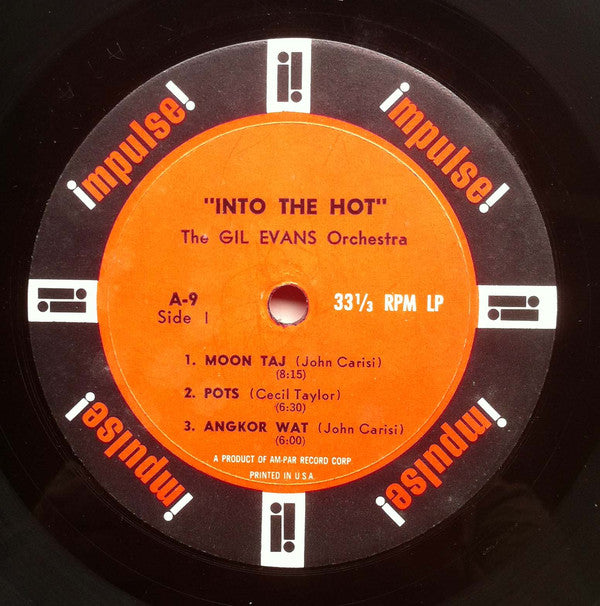 impulse!
impulse!
"INTO THE HOT"
The GIL EVANS Orchestra
A-9
Side 1
33⅓ RPM LP
1. MOON TAJ (John Carisi)
(8:15)
2. POTS (Cecil Taylor)
(6:30)
3. ANGKOR WAT (John Carisi)
(6:00)
A PRODUCT OF AM-PAR RECORD CORP.
PRINTED IN U.S.A.
impulse!
impulse!